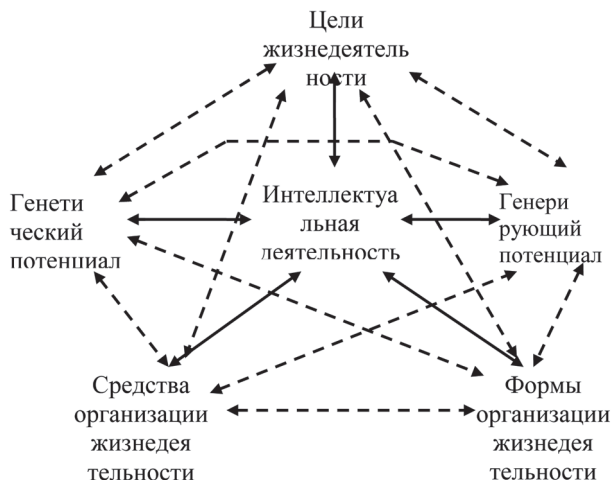 Цели
жизнедеятель
ности
Генети
ческий
потенциал
Интеллектуа
льная
деятельность
Генери
рующий
потенциал
Средства
организации
жизнедея
тельности
Формы
организации
жизнедея
тельности